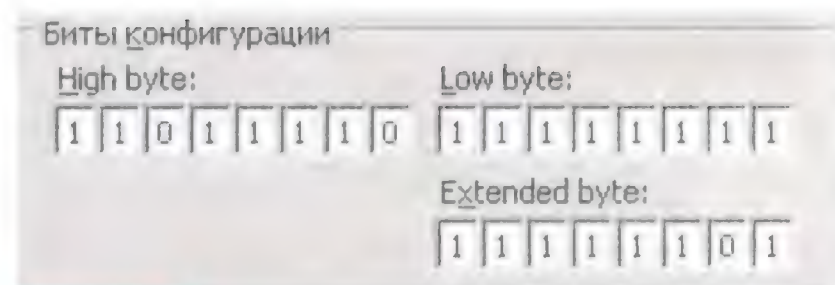 Биты конфигурации
High byte:
1 1 0 1 1 1 1 0
Low byte:
1 1 1 1 1 1 1 1
Extended byte:
1 1 1 1 1 1 0 1